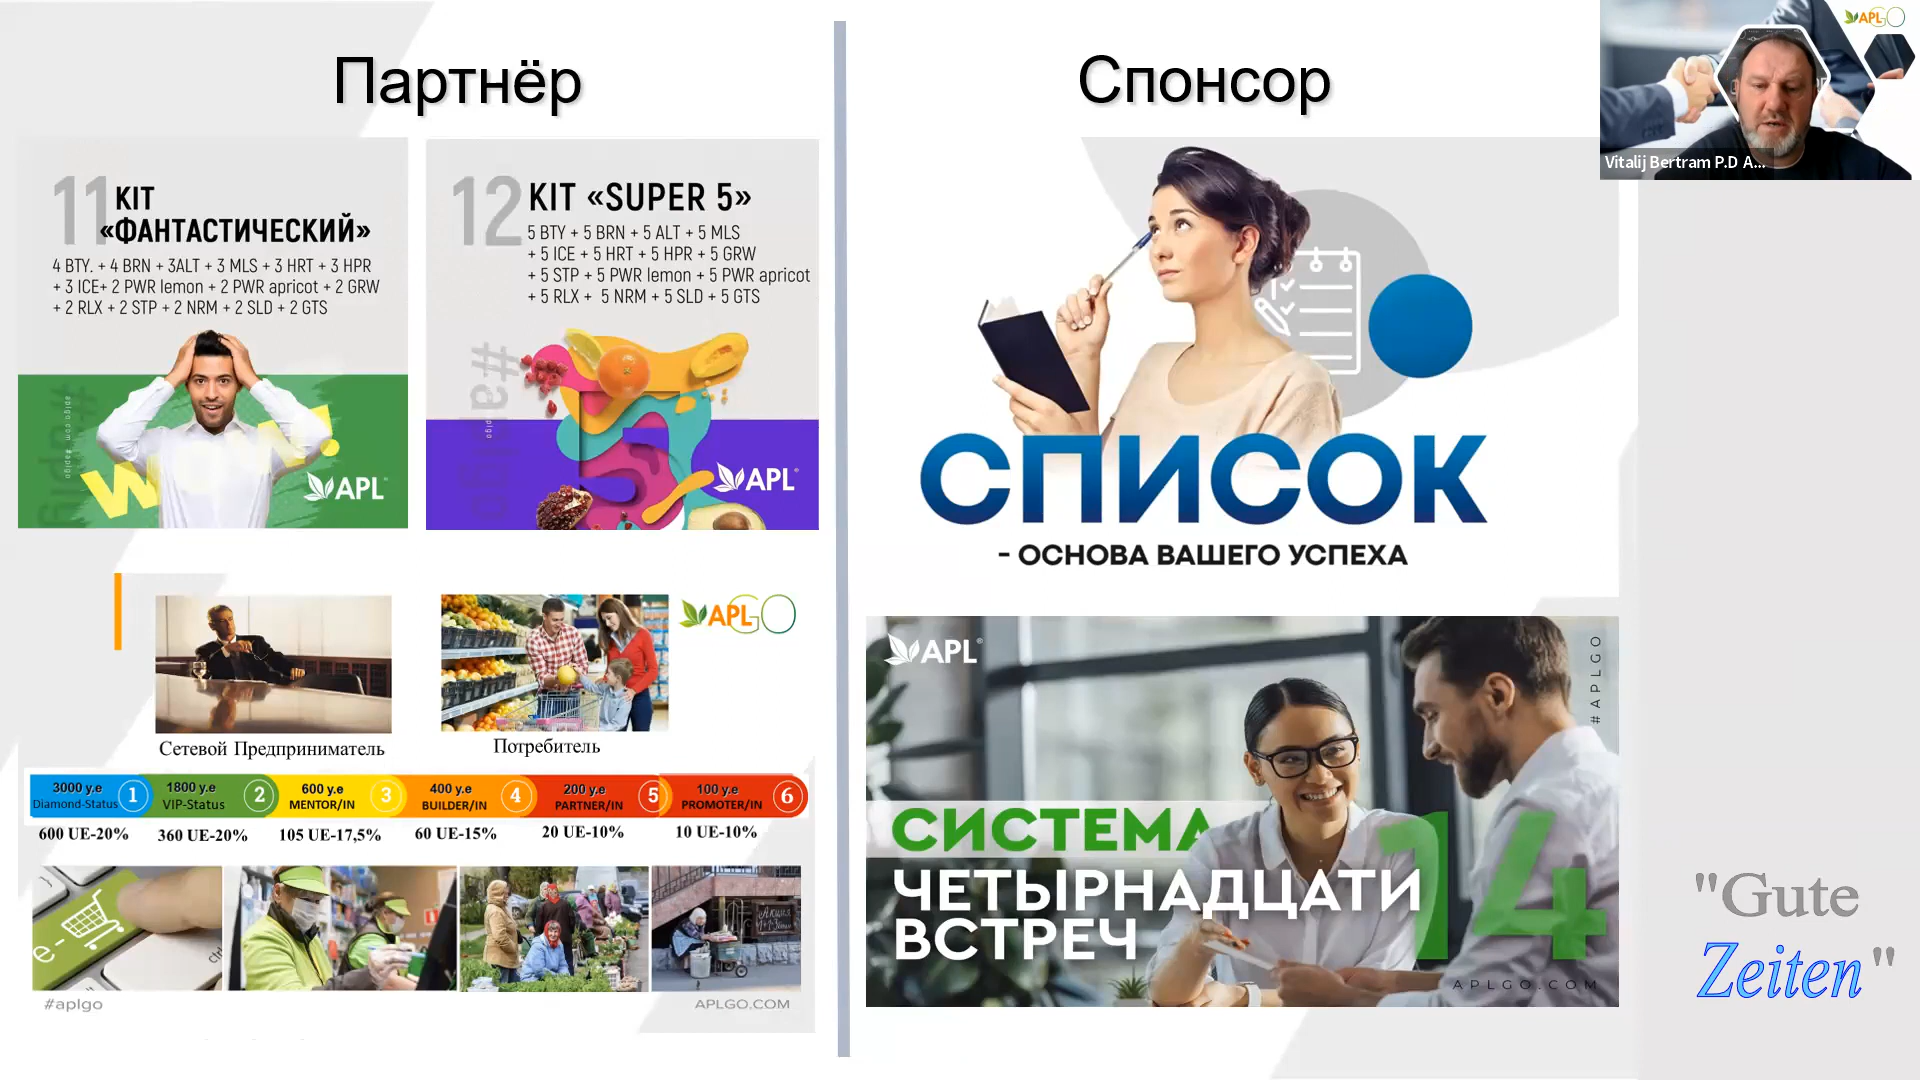 Партнёр
11 KIT
«ФАНТАСТИЧЕСКИЙ»
4 BTY. + 4 BRN + 3ALT + 3 MLS + 3 HRT + 3 HPR
+ 3 ICE+ 2 PWR lemon + 2 PWR apricot + 2 GRW
+ 2 RLX + 2 STP + 2 NRM + 2 SLD + 2 GTS
#aplgo
aplgo.com #aplgo
APL
12 KIT «SUPER 5»
5 BTY + 5 BRN + 5 ALT + 5 MLS
+ 5 ICE + 5 HRT + 5 HPR + 5 GRW
+ 5 STP + 5 PWR lemon + 5 PWR apricot
+ 5 RLX + 5 NRM + 5 SLD + 5 GTS
#aplgo
APL
APLGO
Сетевой Предприниматель
Потребитель
3000 y.e
Diamond-Status 1
1800 y.e
VIP-Status 2
600 y.e
MENTOR/IN 3
400 y.e
BUILDER/IN 4
200 y.e
PARTNER/IN 5
100 y.e
PROMOTER/IN 6
600 UE-20%
360 UE-20%
105 UE-17,5%
60 UE-15%
20 UE-10%
10 UE-10%
e-
#aplgo
APLGO.COM
Спонсор
СПИСОК
- ОСНОВА ВАШЕГО УСПЕХА
APL
#APLGO
СИСТЕМА
ЧЕТЫРНАДЦАТИ
ВСТРЕЧ
14
APLGO.COM
APLGO
Vitalij Bertram P.D A...
"Gute
Zeiten"